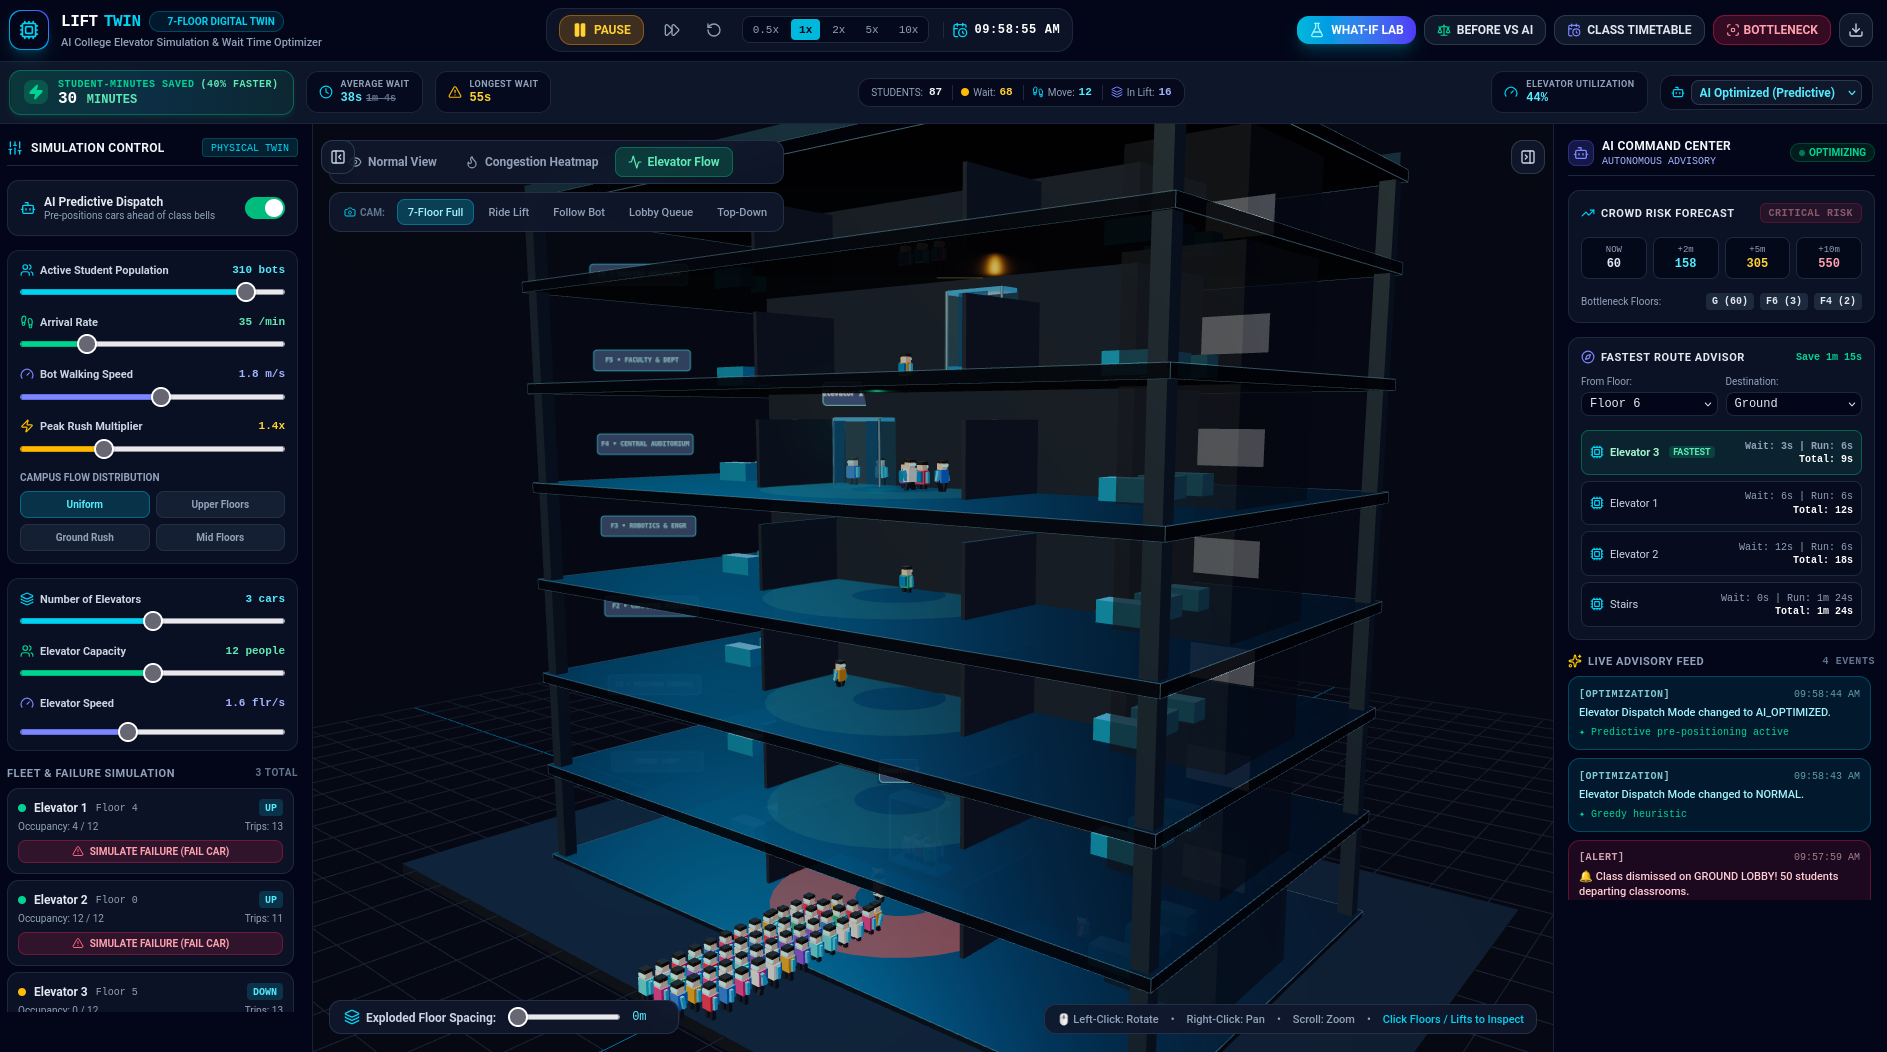 LIFT TWIN
7-FLOOR DIGITAL TWIN
AI College Elevator Simulation & Wait Time Optimizer
PAUSE
0.5x 1x 2x 5x 10x
09:58:55 AM
WHAT-IF LAB
BEFORE VS AI
CLASS TIMETABLE
BOTTLENECK
STUDENT-MINUTES SAVED (40% FASTER)
30 MINUTES
AVERAGE WAIT
38s 1m 4s
LONGEST WAIT
55s
STUDENTS: 87
Wait: 68
Move: 12
In Lift: 16
ELEVATOR UTILIZATION
44%
AI Optimized (Predictive)
SIMULATION CONTROL
PHYSICAL TWIN
AI Predictive Dispatch
Pre-positions cars ahead of class bells
Active Student Population 310 bots
Arrival Rate 35 /min
Bot Walking Speed 1.8 m/s
Peak Rush Multiplier 1.4x
CAMPUS FLOW DISTRIBUTION
Uniform
Upper Floors
Ground Rush
Mid Floors
Number of Elevators 3 cars
Elevator Capacity 12 people
Elevator Speed 1.6 flr/s
FLEET & FAILURE SIMULATION 3 TOTAL
Elevator 1 Floor 4 UP
Occupancy: 4 / 12 Trips: 13
SIMULATE FAILURE (FAIL CAR)
Elevator 2 Floor 0 UP
Occupancy: 12 / 12 Trips: 11
SIMULATE FAILURE (FAIL CAR)
Elevator 3 Floor 5 DOWN
Occupancy: 0 / 12 Trips: 13
Normal View
Congestion Heatmap
Elevator Flow
CAM:
7-Floor Full
Ride Lift
Follow Bot
Lobby Queue
Top-Down
F5 • FACULTY & DEPT
F4 • CENTRAL AUDITORIUM
F3 • ROBOTICS & ENGR
Exploded Floor Spacing: 0m
Left-Click: Rotate • Right-Click: Pan • Scroll: Zoom • Click Floors / Lifts to Inspect
AI COMMAND CENTER
AUTONOMOUS ADVISORY
OPTIMIZING
CROWD RISK FORECAST
CRITICAL RISK
NOW
60
+2m
158
+5m
305
+10m
550
Bottleneck Floors: G (60) F6 (3) F4 (2)
FASTEST ROUTE ADVISOR Save 1m 15s
From Floor: Destination:
Floor 6 Ground
Elevator 3 FASTEST Wait: 3s | Run: 6s
Total: 9s
Elevator 1 Wait: 6s | Run: 6s
Total: 12s
Elevator 2 Wait: 12s | Run: 6s
Total: 18s
Stairs Wait: 0s | Run: 1m 24s
Total: 1m 24s
LIVE ADVISORY FEED 4 EVENTS
[OPTIMIZATION] 09:58:44 AM
Elevator Dispatch Mode changed to AI_OPTIMIZED.
Predictive pre-positioning active
[OPTIMIZATION] 09:58:43 AM
Elevator Dispatch Mode changed to NORMAL.
Greedy heuristic
[ALERT] 09:57:59 AM
🔔 Class dismissed on GROUND LOBBY! 50 students
departing classrooms.